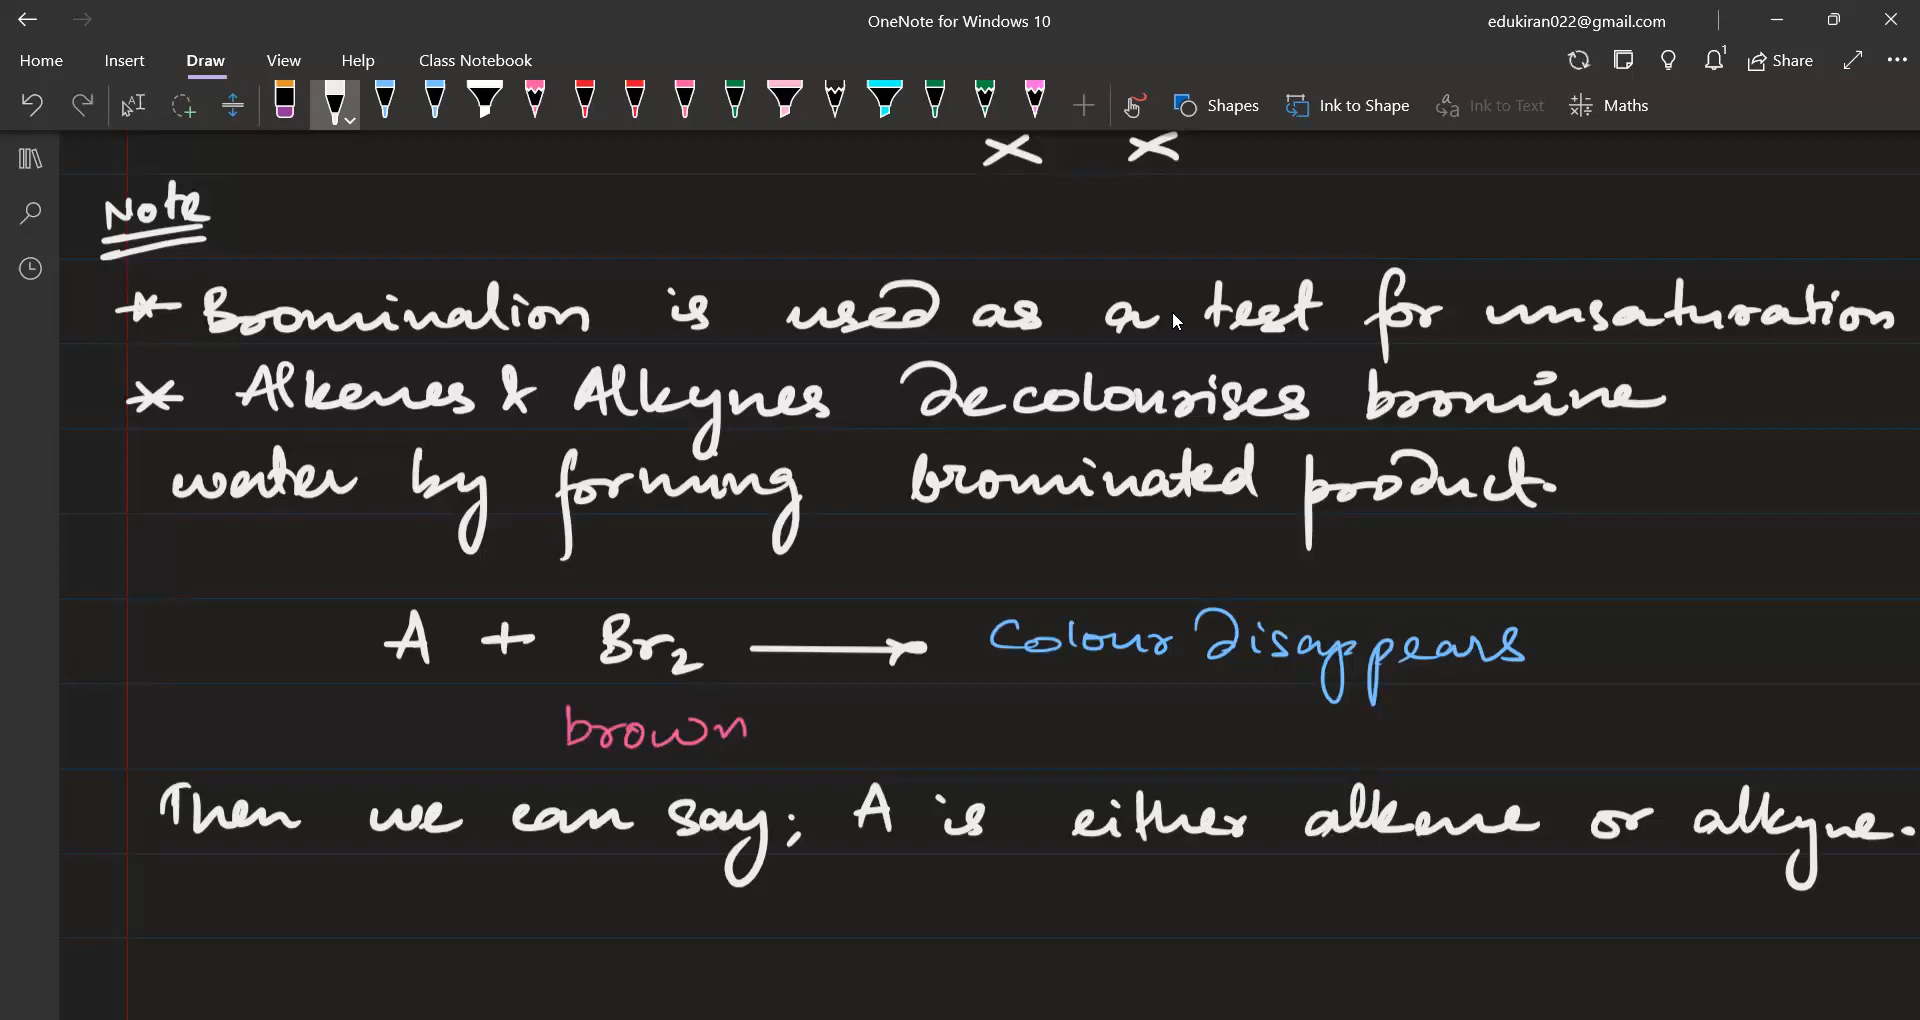 OneNote for Windows 10
edukiran022@gmail.com
Home Insert Draw View Help Class Notebook
1
Share
Shapes Ink to Shape Ink to Text Maths
x x
Note
* Bromination is used as a test for unsaturation
* Alkenes & Alkynes decolourises bromine
water by forming brominated product.
A + Br₂ ⟶ Colour disappears
brown
Then we can say; A is either alkene or alkyne.